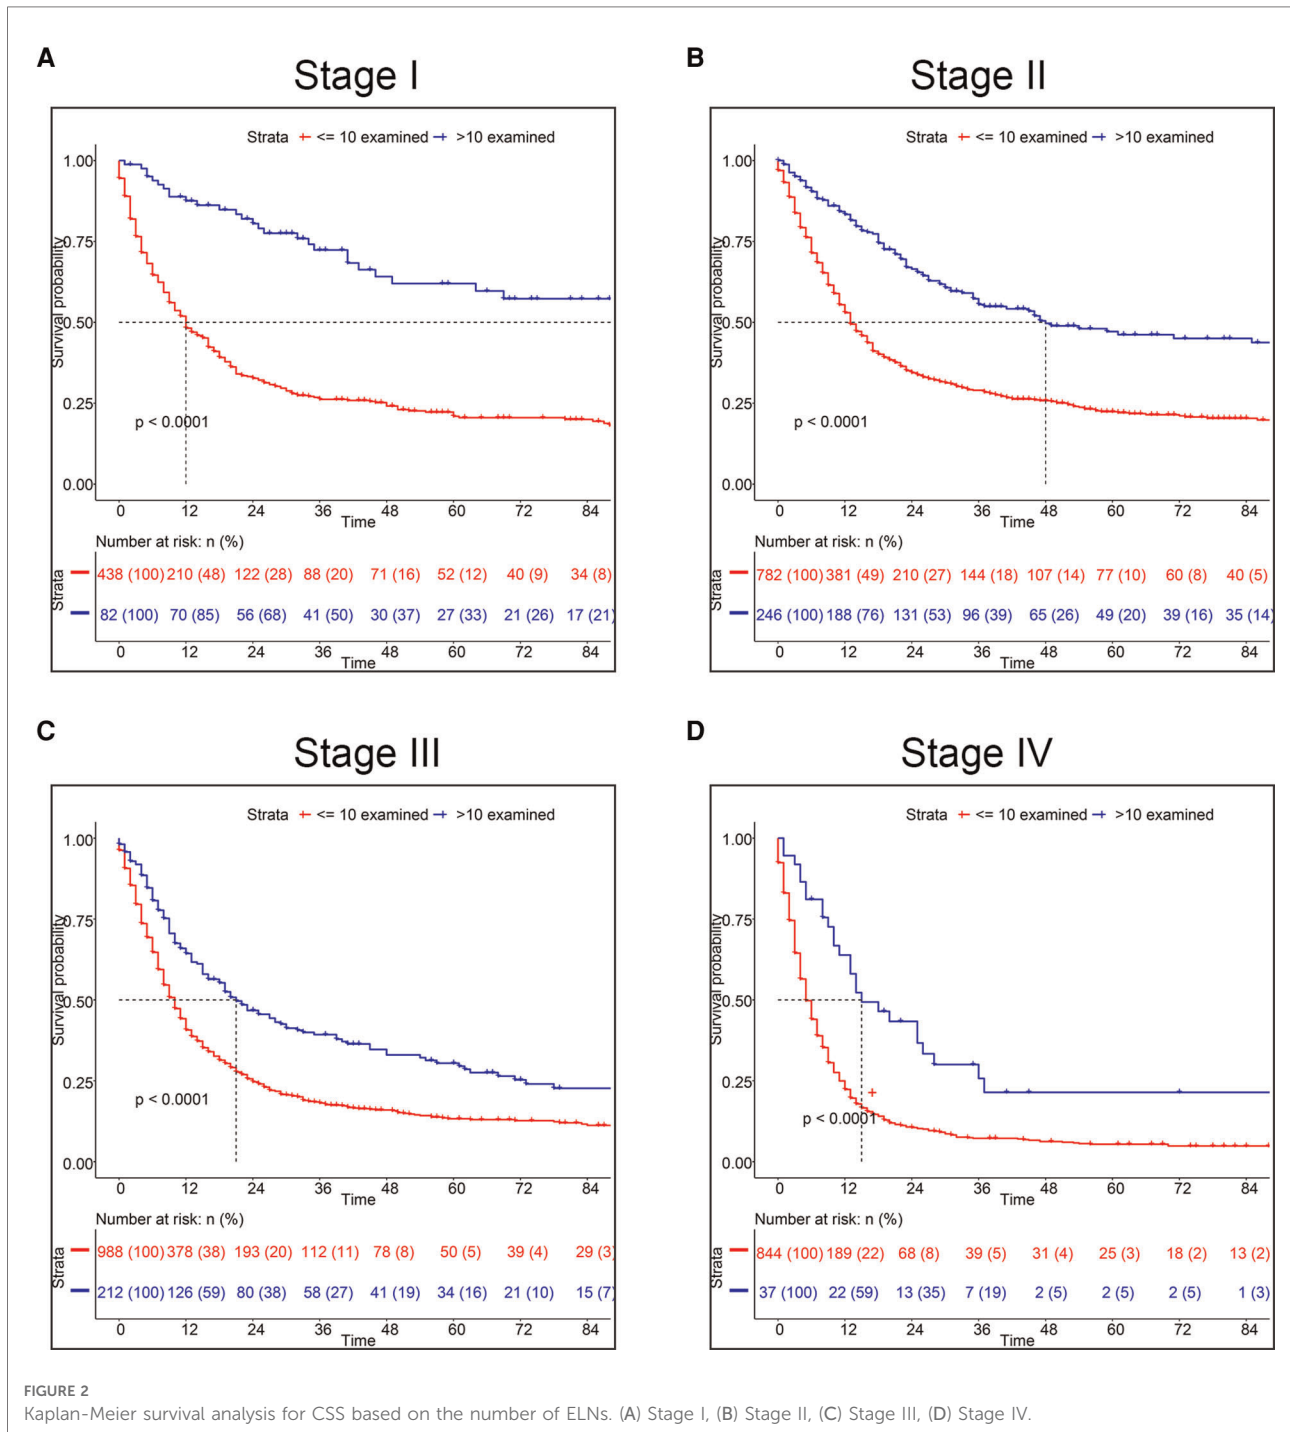 A
Stage I
Strata <= 10 examined >10 examined
1.00
0.75
0.50
0.25
0.00
Survival probability
p < 0.0001
0 12 24 36 48 60 72 84
Time
Number at risk: n (%)
Strata
438 (100) 210 (48) 122 (28) 88 (20) 71 (16) 52 (12) 40 (9) 34 (8)
82 (100) 70 (85) 56 (68) 41 (50) 30 (37) 27 (33) 21 (26) 17 (21)
0 12 24 36 48 60 72 84
Time
B
Stage II
Strata <= 10 examined >10 examined
1.00
0.75
0.50
0.25
0.00
Survival probability
p < 0.0001
0 12 24 36 48 60 72 84
Time
Number at risk: n (%)
Strata
782 (100) 381 (49) 210 (27) 144 (18) 107 (14) 77 (10) 60 (8) 40 (5)
246 (100) 188 (76) 131 (53) 96 (39) 65 (26) 49 (20) 39 (16) 35 (14)
0 12 24 36 48 60 72 84
Time
C
Stage III
Strata <= 10 examined >10 examined
1.00
0.75
0.50
0.25
0.00
Survival probability
p < 0.0001
0 12 24 36 48 60 72 84
Time
Number at risk: n (%)
Strata
988 (100) 378 (38) 193 (20) 112 (11) 78 (8) 50 (5) 39 (4) 29 (3)
212 (100) 126 (59) 80 (38) 58 (27) 41 (19) 34 (16) 21 (10) 15 (7)
0 12 24 36 48 60 72 84
Time
D
Stage IV
Strata <= 10 examined >10 examined
1.00
0.75
0.50
0.25
0.00
Survival probability
p < 0.0001
0 12 24 36 48 60 72 84
Time
Number at risk: n (%)
Strata
844 (100) 189 (22) 68 (8) 39 (5) 31 (4) 25 (3) 18 (2) 13 (2)
37 (100) 22 (59) 13 (35) 7 (19) 2 (5) 2 (5) 2 (5) 1 (3)
0 12 24 36 48 60 72 84
Time
FIGURE 2
Kaplan-Meier survival analysis for CSS based on the number of ELNs. (A) Stage I, (B) Stage II, (C) Stage III, (D) Stage IV.